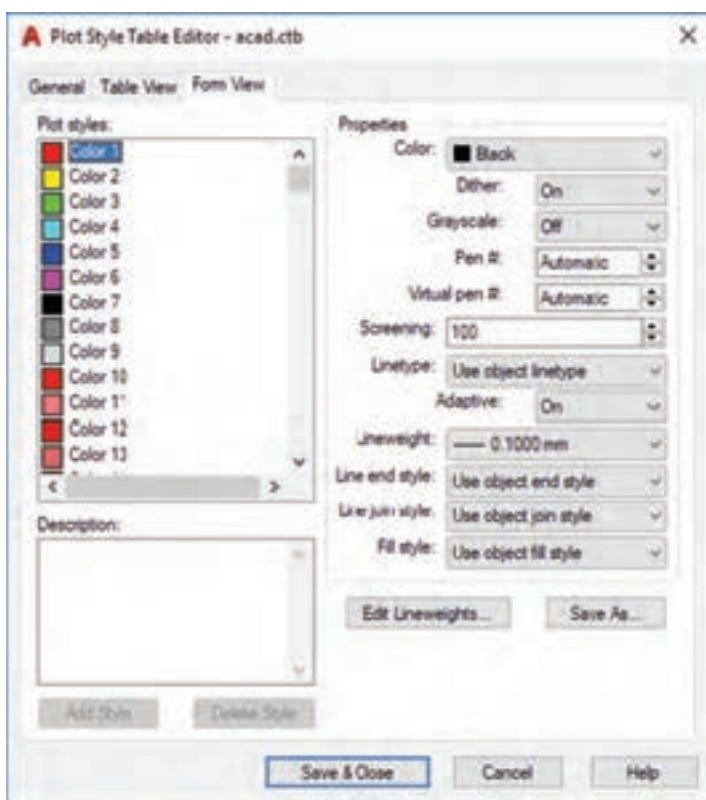 Plot Style Table Editor - acad.ctb
General Table View Form View
Plot styles:
Color 1
Color 2
Color 3
Color 4
Color 5
Color 6
Color 7
Color 8
Color 9
Color 10
Color 11
Color 12
Color 13
Description:
Add Style Delete Style
Properties
Color: Black
Dither: On
Grayscale: Off
Pen #: Automatic
Virtual pen #: Automatic
Screening: 100
Linetype: Use object linetype
Adaptive: On
Lineweight: 0.1000 mm
Line end style: Use object end style
Line join style: Use object join style
Fill style: Use object fill style
Edit Lineweights... Save As...
Save & Close Cancel Help